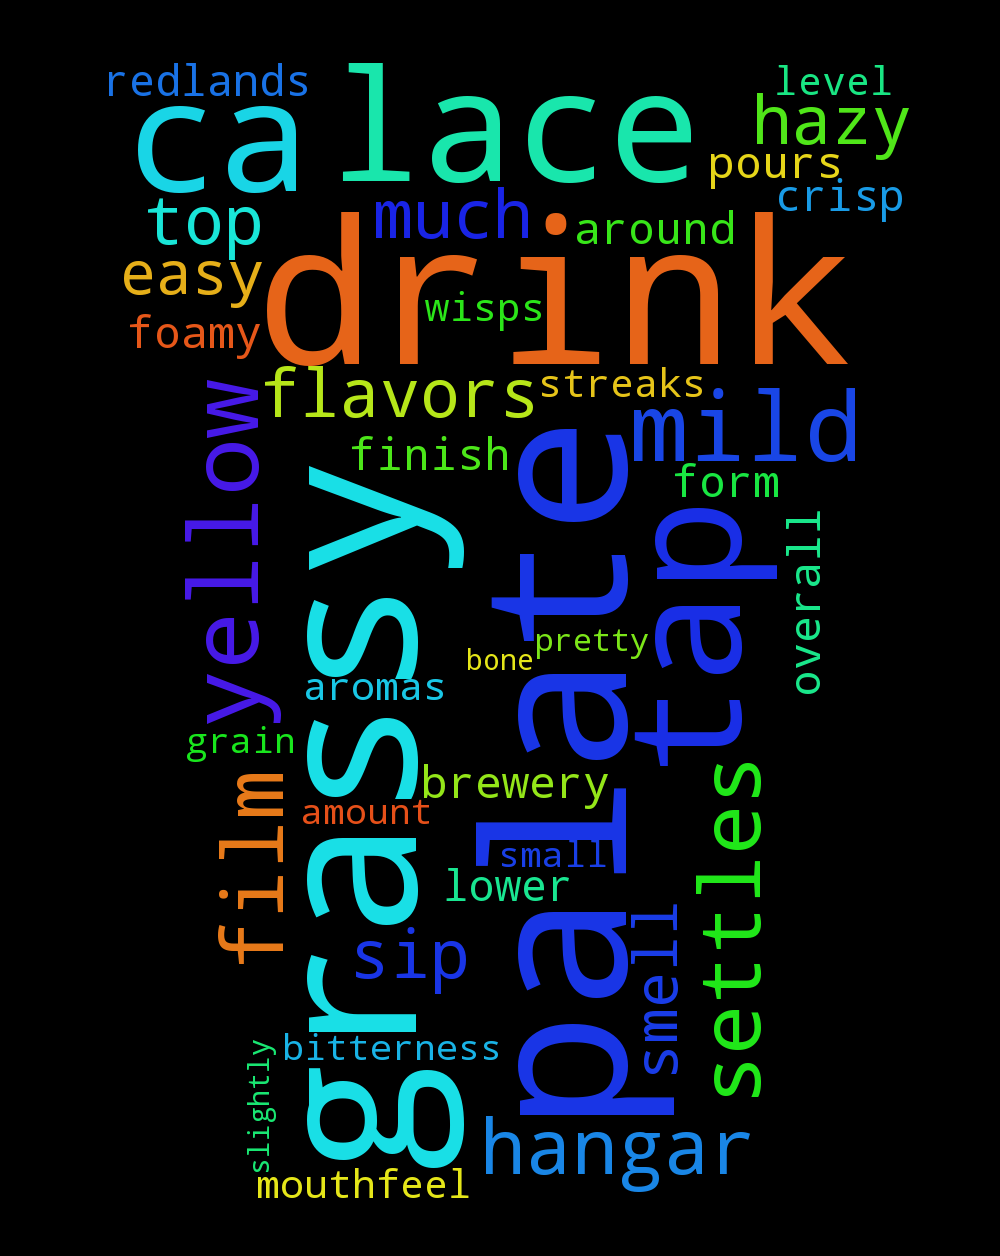 redlands
level
ca
lace
hazy
pours
crisp
top
much
around
drink
easy
wisps
foamy
flavors
streaks
mild
yellow
finish
form
grassy
palate
tap
overall
pretty
bone
aromas
grain
brewery
settles
film
amount
small
lower
sip
smell
bitterness
slightly
hangar
mouthfeel